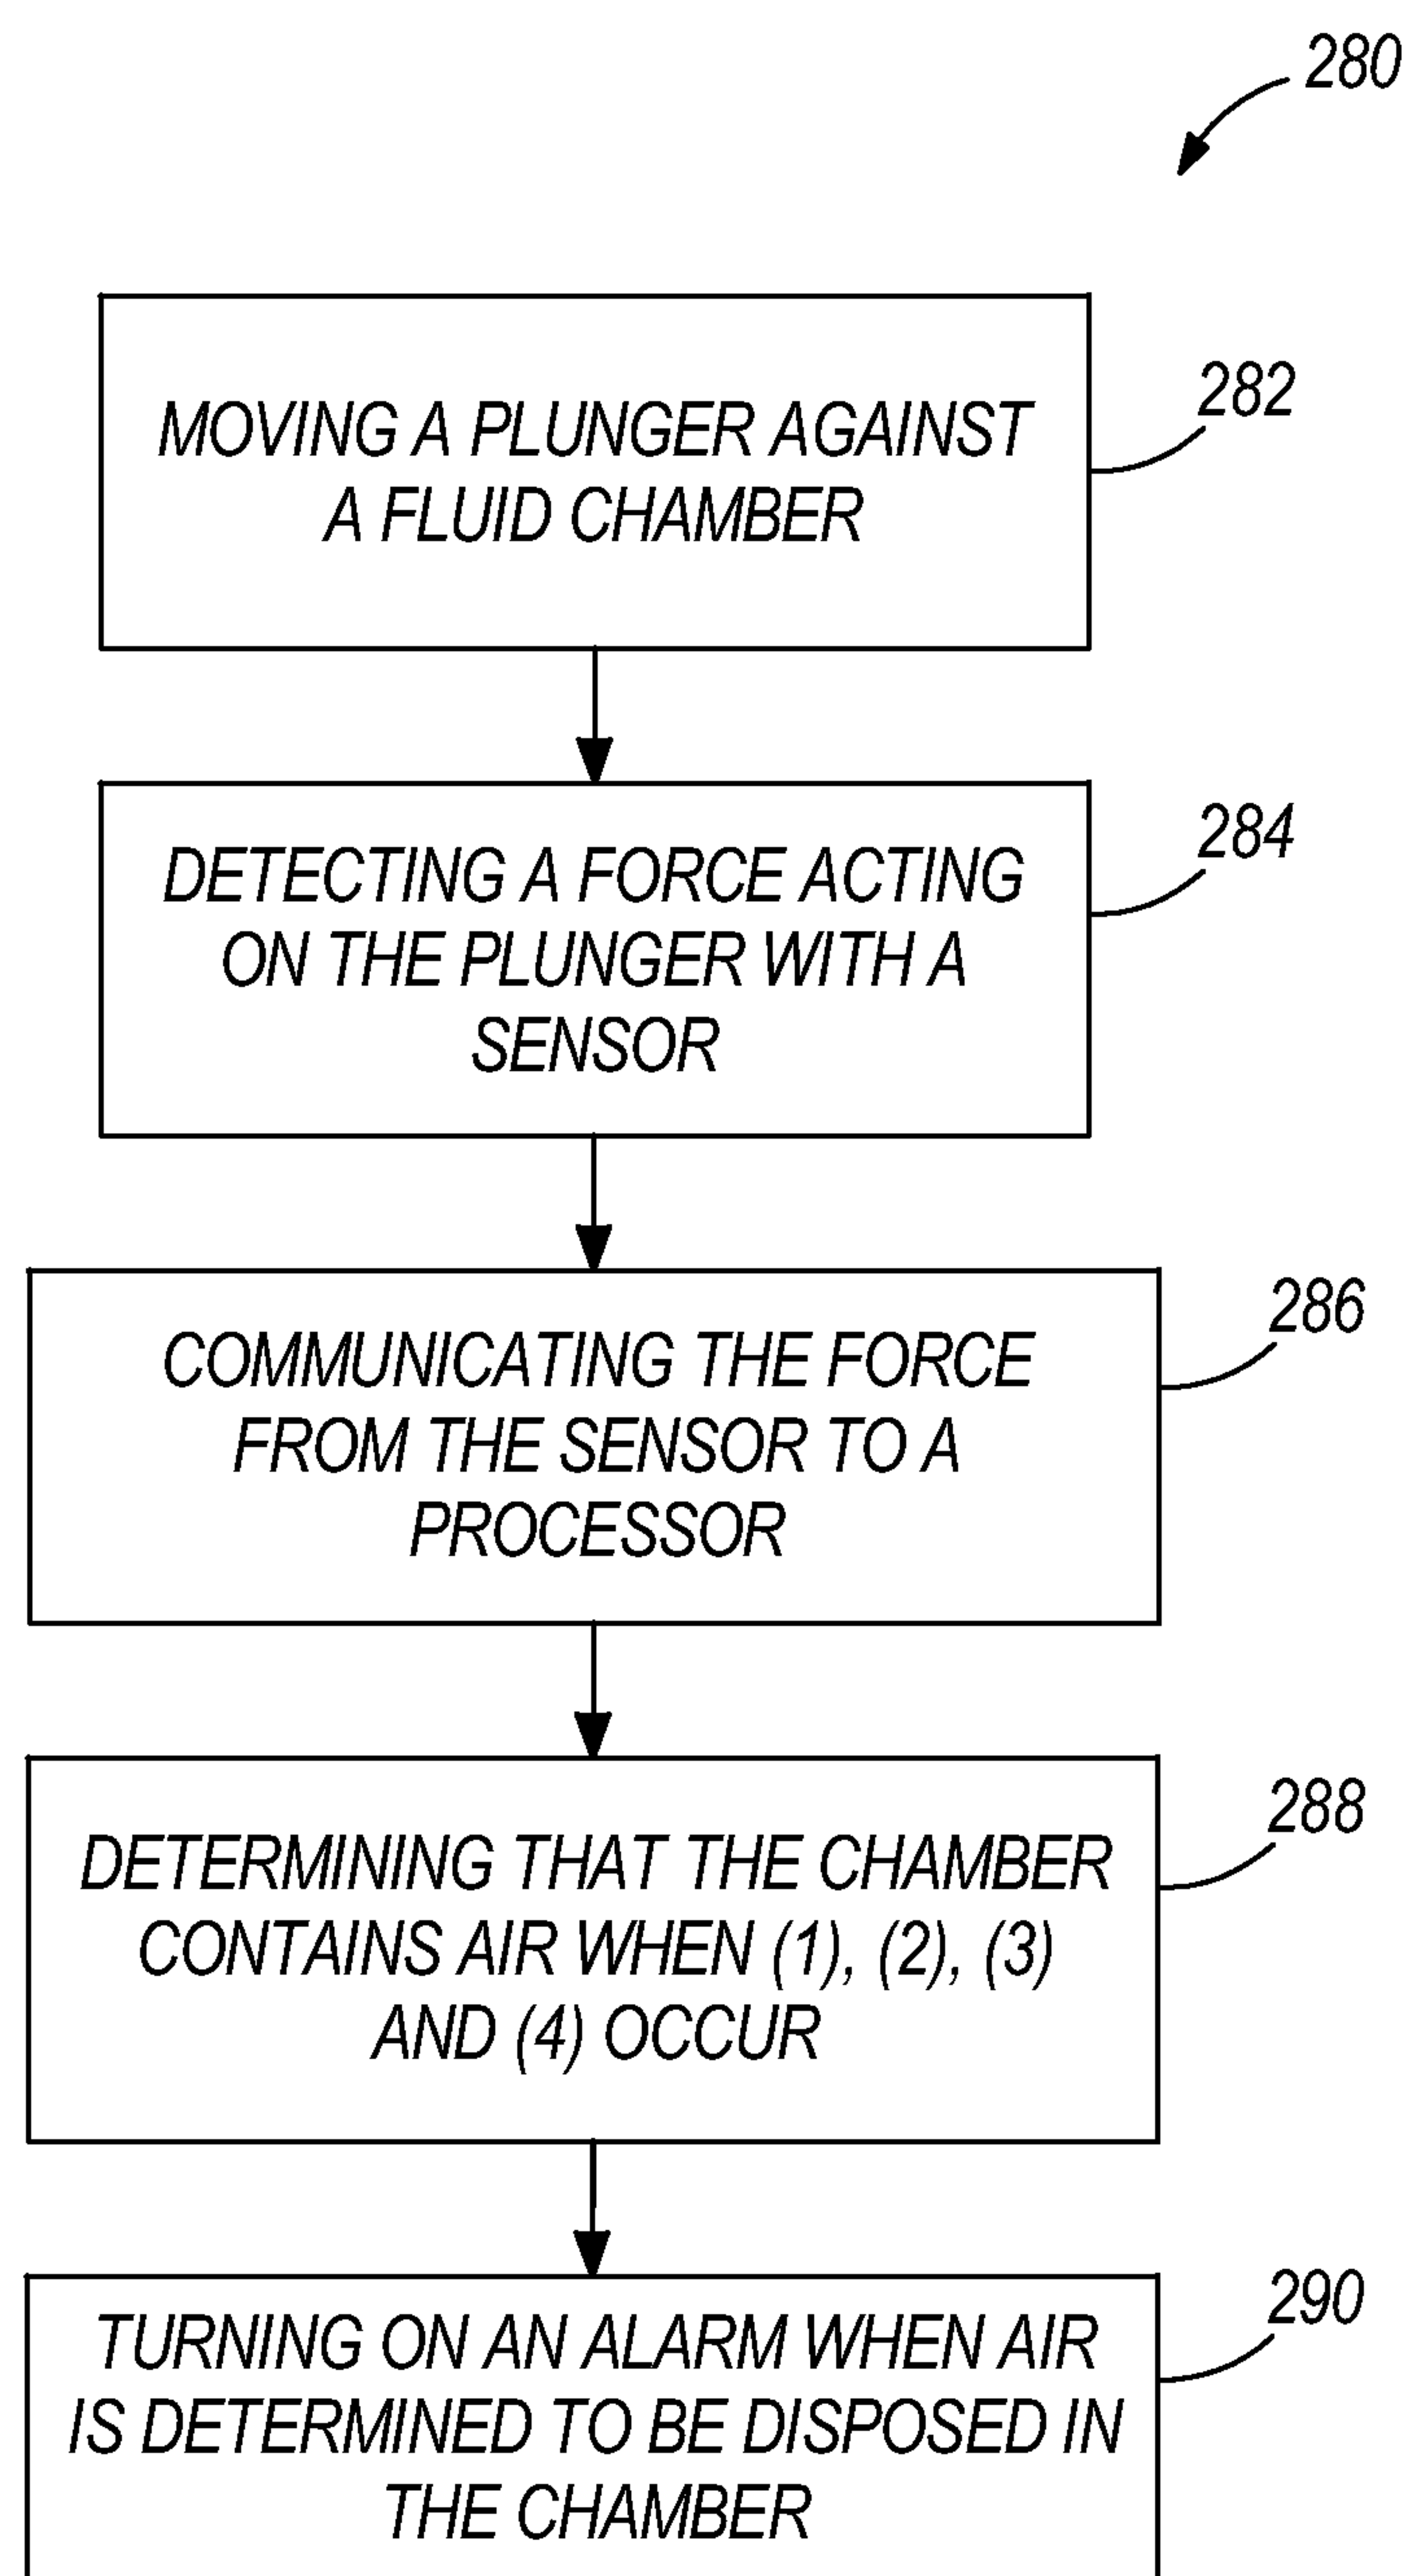 280
MOVING A PLUNGER AGAINST
A FLUID CHAMBER
282
DETECTING A FORCE ACTING
ON THE PLUNGER WITH A
SENSOR
284
COMMUNICATING THE FORCE
FROM THE SENSOR TO A
PROCESSOR
286
DETERMINING THAT THE CHAMBER
CONTAINS AIR WHEN (1), (2), (3)
AND (4) OCCUR
288
TURNING ON AN ALARM WHEN AIR
IS DETERMINED TO BE DISPOSED IN
THE CHAMBER
290